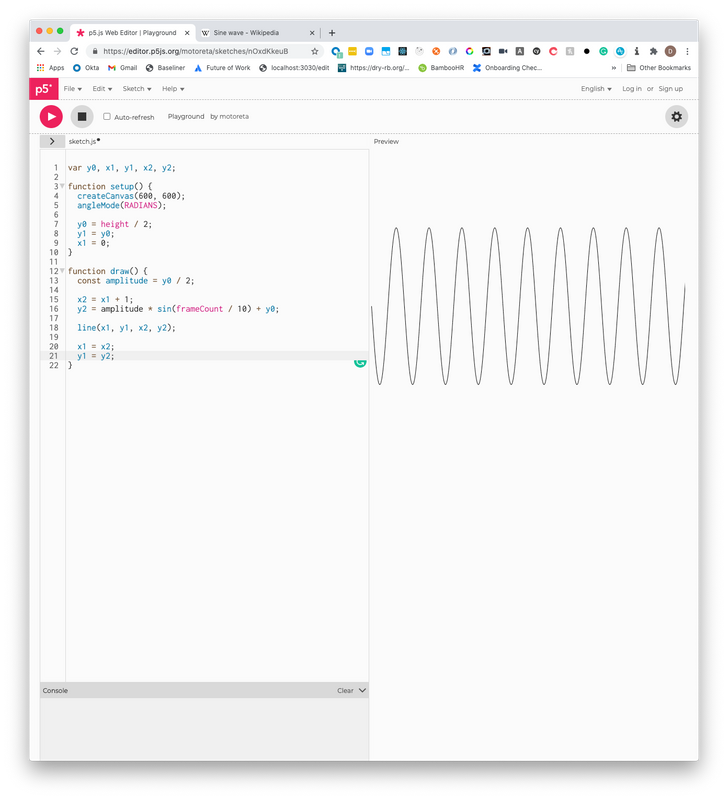 p5.js Web Editor | Playground
Sine wave - Wikipedia
https://editor.p5js.org/motoreta/sketches/nOxdKkeuB
Apps Okta Gmail Baseliner Future of Work localhost:3030/edit https://dry-rb.org/... BambooHR Onboarding Chec... » Other Bookmarks
p5* File Edit Sketch Help English Log in or Sign up
Auto-refresh Playground by motoreta
sketch.js Preview
1 var y0, x1, y1, x2, y2;
2
3 function setup() {
4 createCanvas(600, 600);
5 angleMode(RADIANS);
6
7 y0 = height / 2;
8 y1 = y0;
9 x1 = 0;
10 }
11
12 function draw() {
13 const amplitude = y0 / 2;
14
15 x2 = x1 + 1;
16 y2 = amplitude * sin(frameCount / 10) + y0;
17
18 line(x1, y1, x2, y2);
19
20 x1 = x2;
21 y1 = y2;
22 }
Console Clear